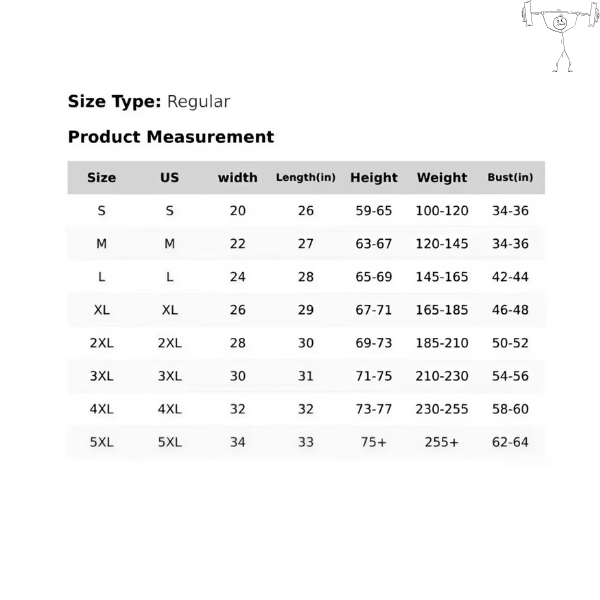 Size Type: Regular
Product Measurement
Size US width Length(in) Height Weight Bust(in)
S S 20 26 59-65 100-120 34-36
M M 22 27 63-67 120-145 34-36
L L 24 28 65-69 145-165 42-44
XL XL 26 29 67-71 165-185 46-48
2XL 2XL 28 30 69-73 185-210 50-52
3XL 3XL 30 31 71-75 210-230 54-56
4XL 4XL 32 32 73-77 230-255 58-60
5XL 5XL 34 33 75+ 255+ 62-64